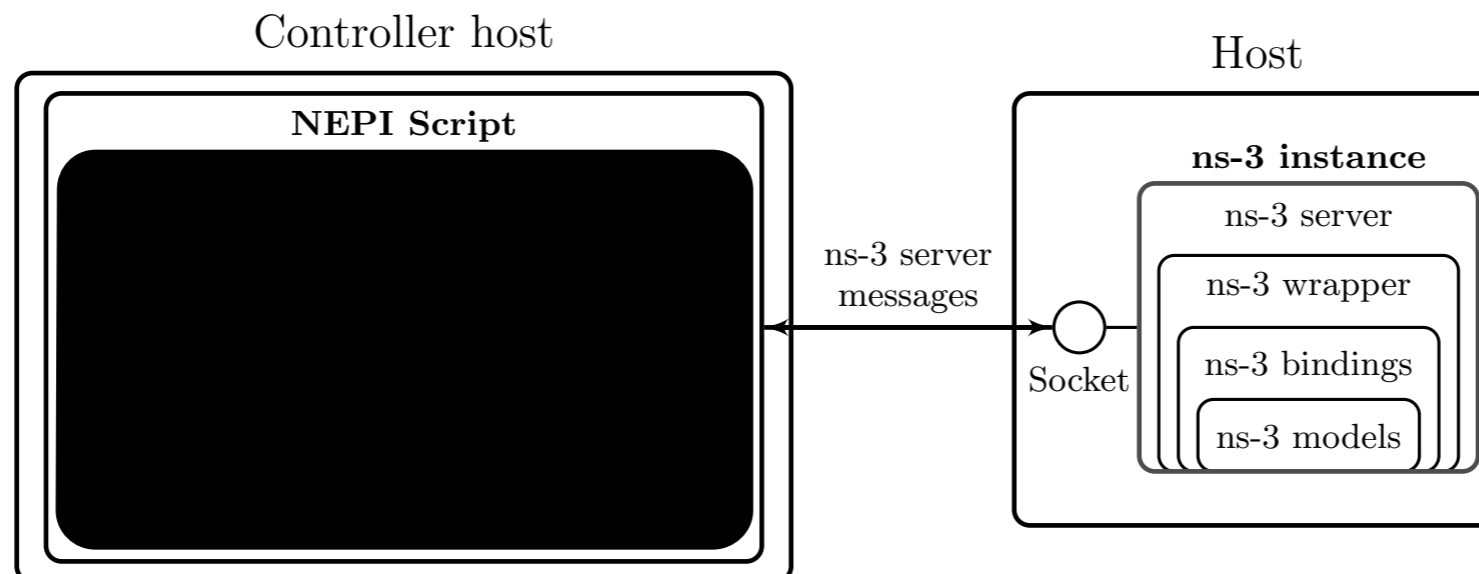 Controller host
NEPI Script
ns-3 server
messages
Host
ns-3 instance
ns-3 server
ns-3 wrapper
ns-3 bindings
ns-3 models
Socket